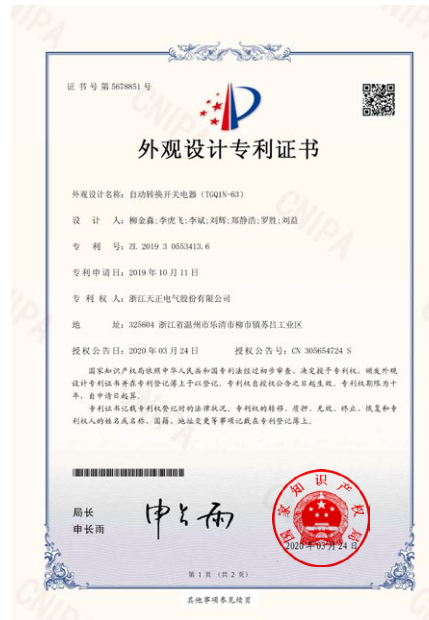 证书号第5678851号
外观设计专利证书
外观设计名称：自动转换开关电器（TGQ1N-63）
设计人：柳金淼;李虎飞;李斌;刘辉;郑静浩;罗胜;刘益
专利号：ZL 2019 3 0553413.6
专利申请日：2019年10月11日
专利权人：浙江天正电气股份有限公司
地址：325604 浙江省温州市乐清市柳市镇苏吕工业区
授权公告日：2020年03月24日 授权公告号：CN 305654724 S
国家知识产权局依照中华人民共和国专利法经过初步审查，决定授予专利权，颁发外观
设计专利证书并在专利登记簿上予以登记。专利权自授权公告之日起生效。专利权期限为十
年，自申请日起算。
专利证书记载专利权登记时的法律状况。专利权的转移、质押、无效、终止、恢复和专
利权人的姓名或名称、国籍、地址变更等事项记载在专利登记簿上。
局长
申长雨
申长雨
国家知识产权局
2020年03月24日
第 1 页（共 2 页）
其他事项参见续页
CNIPA